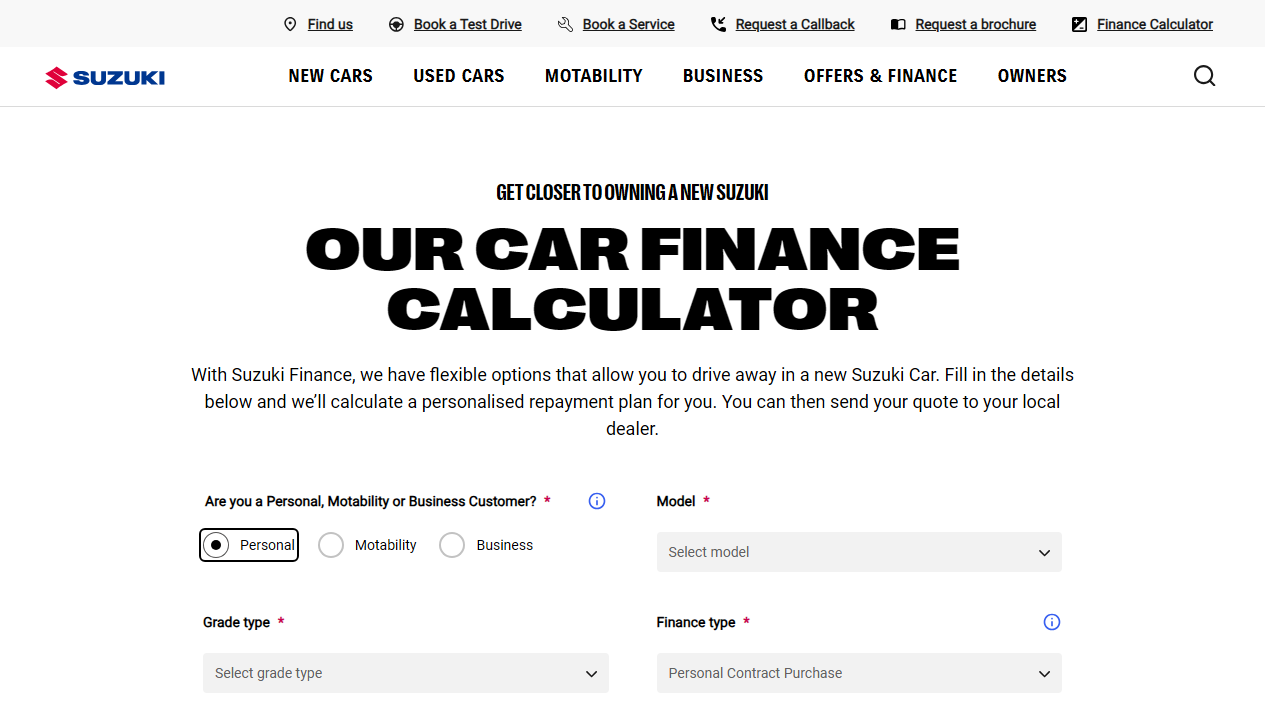 Find us Book a Test Drive Book a Service Request a Callback Request a brochure Finance Calculator
SUZUKI NEW CARS USED CARS MOTABILITY BUSINESS OFFERS & FINANCE OWNERS
GET CLOSER TO OWNING A NEW SUZUKI
OUR CAR FINANCE
CALCULATOR
With Suzuki Finance, we have flexible options that allow you to drive away in a new Suzuki Car. Fill in the details
below and we’ll calculate a personalised repayment plan for you. You can then send your quote to your local
dealer.
Are you a Personal, Motability or Business Customer? *
Personal Motability Business
Model *
Select model
Grade type *
Select grade type
Finance type *
Personal Contract Purchase